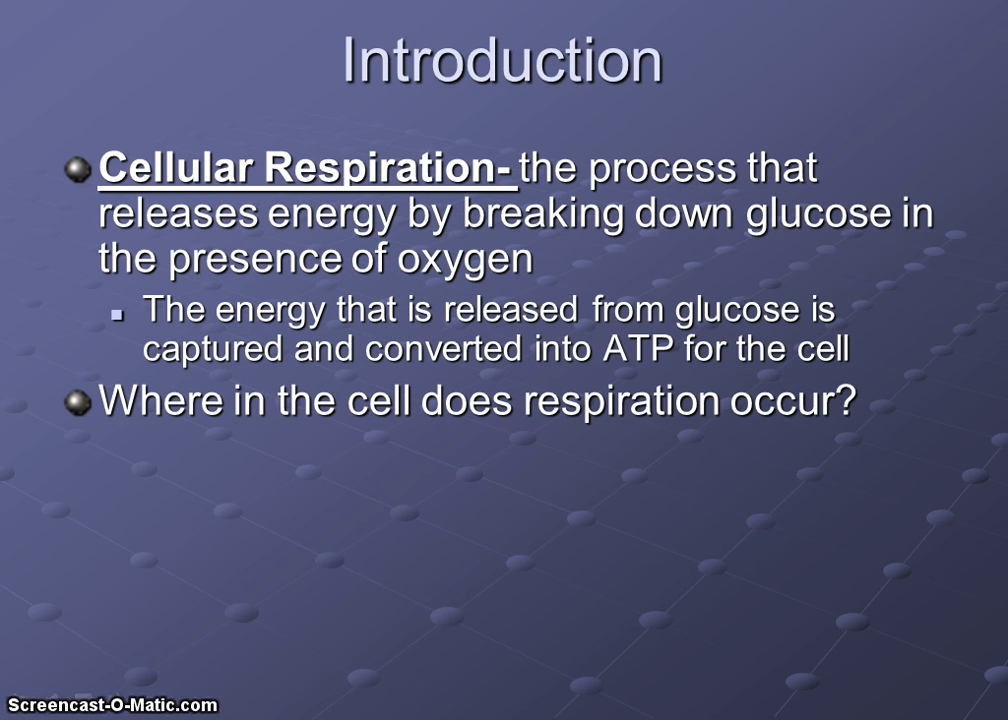 Introduction
Cellular Respiration- the process that
releases energy by breaking down glucose in
the presence of oxygen
The energy that is released from glucose is
captured and converted into ATP for the cell
Where in the cell does respiration occur?
Screencast-O-Matic.com